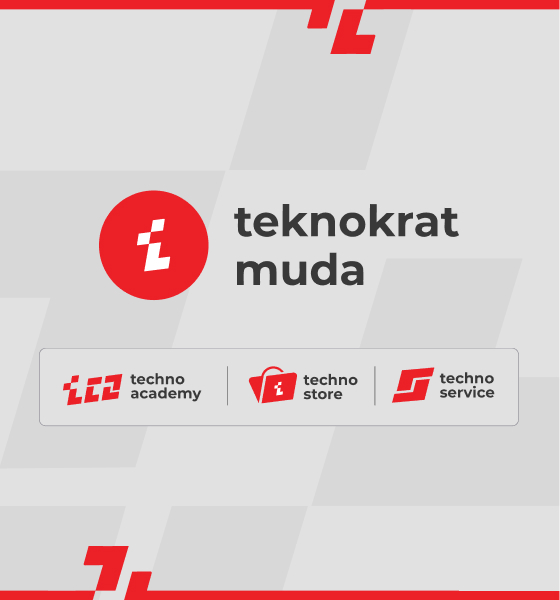 teknokrat
muda
techno
academy
techno
store
techno
service